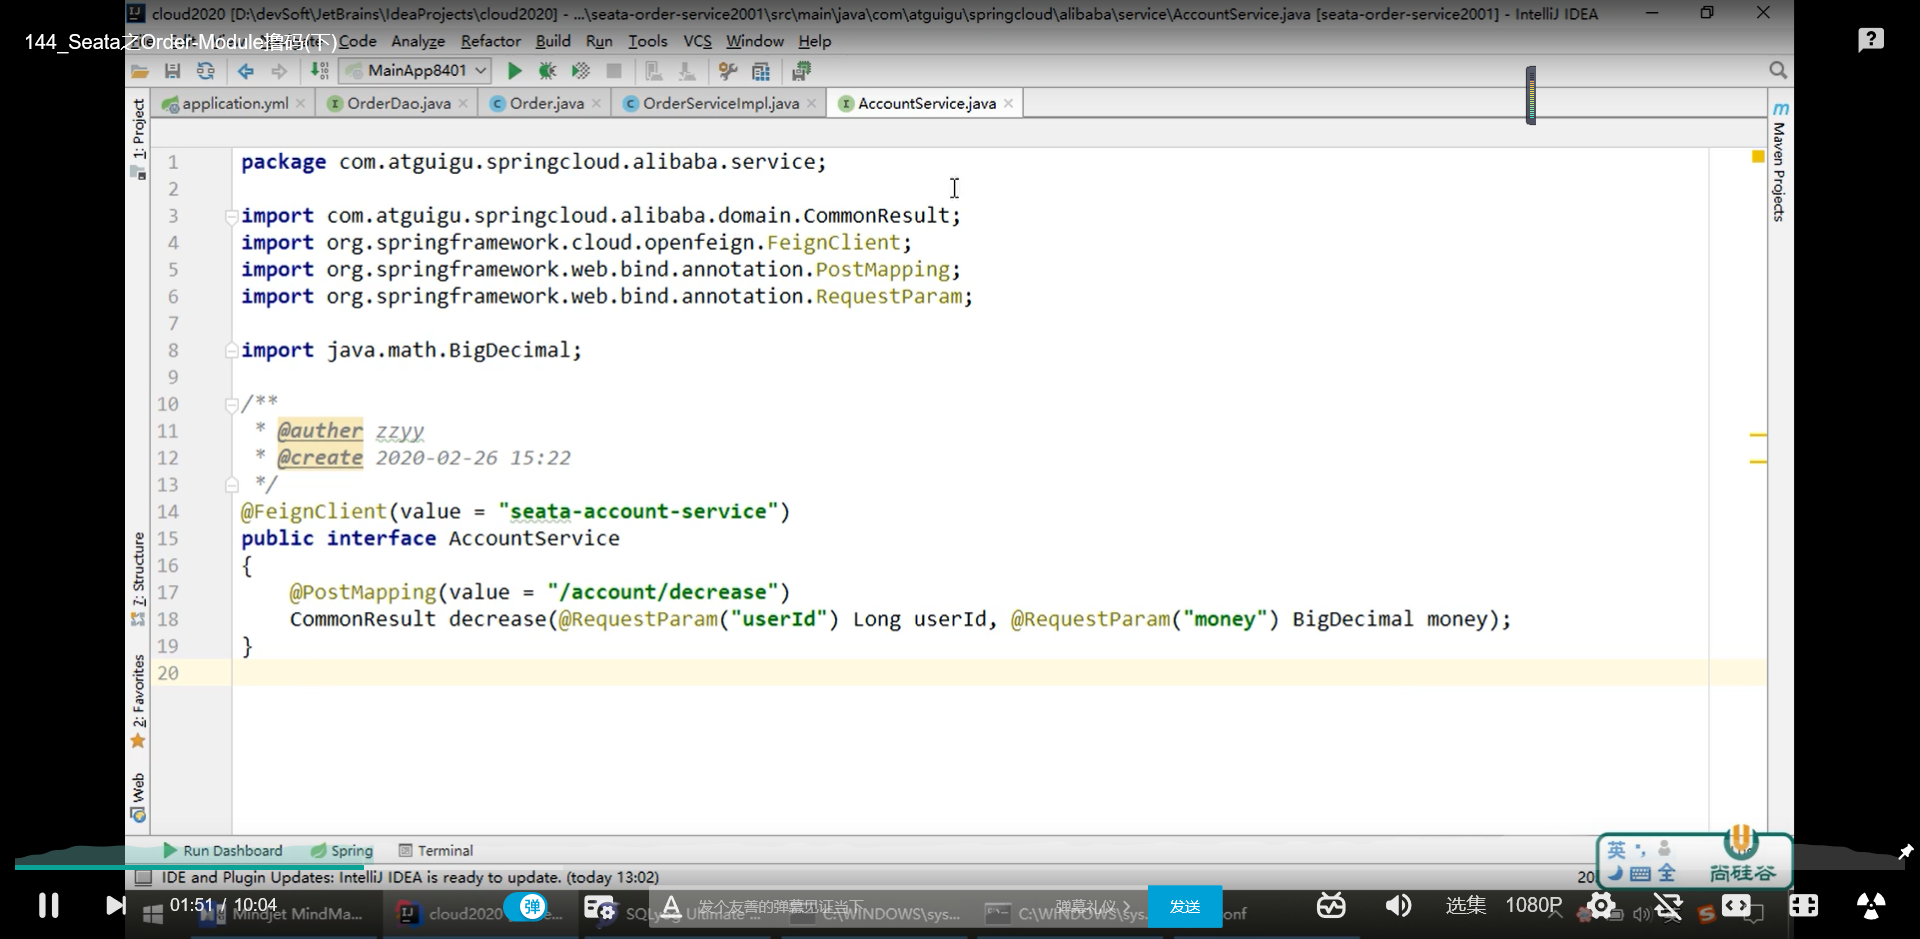 cloud2020 [D:\devSoft\JetBrains\IdeaProjects\cloud2020] - ...\seata-order-service2001\src\main\java\com\atguigu\springcloud\alibaba\service\AccountService.java [seata-order-service2001] - IntelliJ IDEA
144_Seata之Order-Module撸码(下)
Code Analyze Refactor Build Run Tools VCS Window Help
MainApp8401
application.yml OrderDao.java Order.java OrderServiceImpl.java AccountService.java
1: Project
Maven Projects
1 package com.atguigu.springcloud.alibaba.service;
2
3 import com.atguigu.springcloud.alibaba.domain.CommonResult;
4 import org.springframework.cloud.openfeign.FeignClient;
5 import org.springframework.web.bind.annotation.PostMapping;
6 import org.springframework.web.bind.annotation.RequestParam;
7
8 import java.math.BigDecimal;
9
10 /**
11 * @auther zzyy
12 * @create 2020-02-26 15:22
13 */
14 @FeignClient(value = "seata-account-service")
15 public interface AccountService
16 {
17 @PostMapping(value = "/account/decrease")
18 CommonResult decrease(@RequestParam("userId") Long userId, @RequestParam("money") BigDecimal money);
19 }
20
7: Structure
2: Favorites
Web
Run Dashboard Spring Terminal
英
全
尚硅谷
IDE and Plugin Updates: IntelliJ IDEA is ready to update. (today 13:02)
01:51 / 10:04
Mindjet MindMa...
cloud2020
弹
发个友善的弹幕见证当下
C:\WINDOWS\sys...
弹幕礼仪
发送
选集
1080P